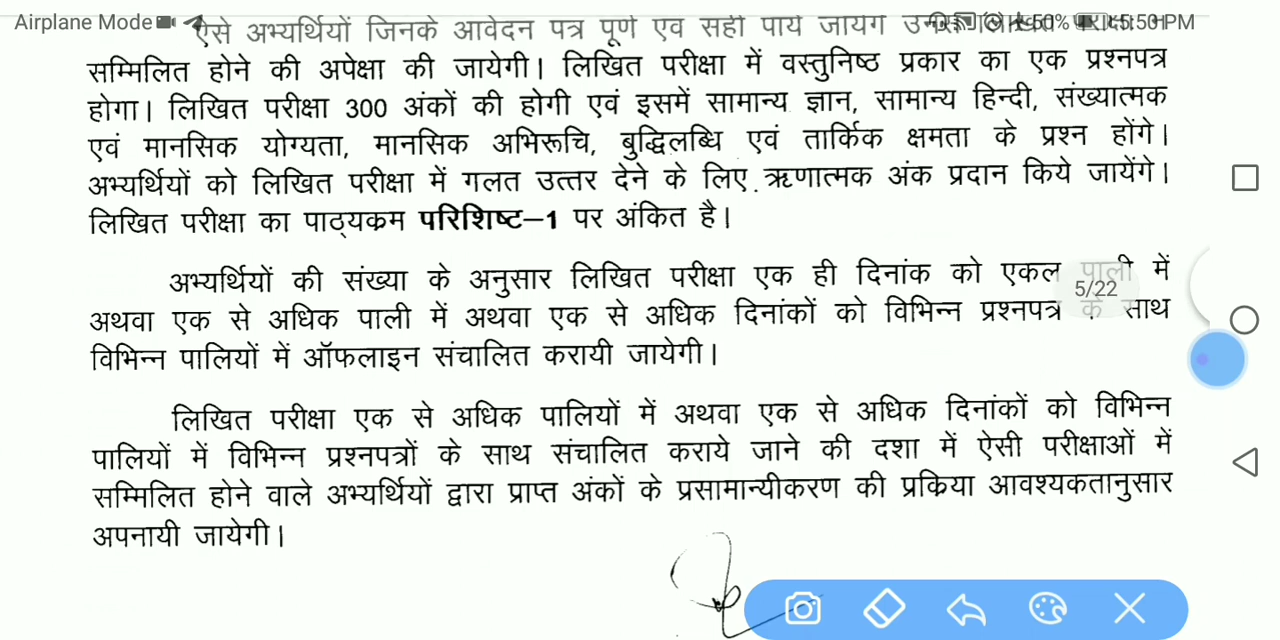 Airplane Mode
50%
5:50 PM
ऐसे अभ्यर्थियों जिनके आवेदन पत्र पूर्ण एवं सही पाये जायेंगे
सम्मिलित होने की अपेक्षा की जायेगी। लिखित परीक्षा में वस्तुनिष्ठ प्रकार का एक प्रश्नपत्र
होगा। लिखित परीक्षा 300 अंकों की होगी एवं इसमें सामान्य ज्ञान, सामान्य हिन्दी, संख्यात्मक
एवं मानसिक योग्यता, मानसिक अभिरूचि, बुद्धिलब्धि एवं तार्किक क्षमता के प्रश्न होंगे।
अभ्यर्थियों को लिखित परीक्षा में गलत उत्तर देने के लिए ऋणात्मक अंक प्रदान किये जायेंगे।
लिखित परीक्षा का पाठ्यक्रम परिशिष्ट–1 पर अंकित है।
अभ्यर्थियों की संख्या के अनुसार लिखित परीक्षा एक ही दिनांक को एकल पाली में
5/22
अथवा एक से अधिक पाली में अथवा एक से अधिक दिनांकों को विभिन्न प्रश्नपत्र के साथ
विभिन्न पालियों में ऑफलाइन संचालित करायी जायेगी।
लिखित परीक्षा एक से अधिक पालियों में अथवा एक से अधिक दिनांकों को विभिन्न
पालियों में विभिन्न प्रश्नपत्रों के साथ संचालित कराये जाने की दशा में ऐसी परीक्षाओं में
सम्मिलित होने वाले अभ्यर्थियों द्वारा प्राप्त अंकों के प्रसामान्यीकरण की प्रक्रिया आवश्यकतानुसार
अपनायी जायेगी।